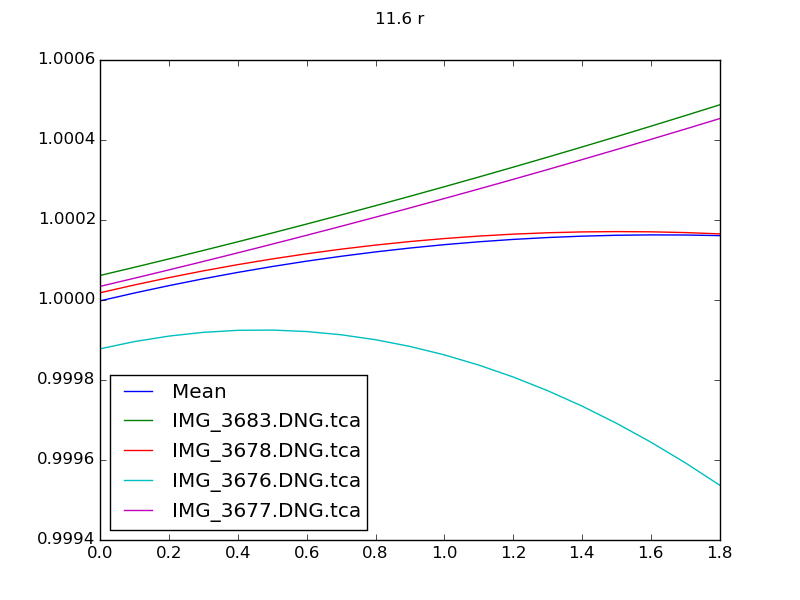 11.6 r
1.0006
1.0004
1.0002
1.0000
0.9998
0.9996
0.9994
Mean
IMG_3683.DNG.tca
IMG_3678.DNG.tca
IMG_3676.DNG.tca
IMG_3677.DNG.tca
0.0 0.2 0.4 0.6 0.8 1.0 1.2 1.4 1.6 1.8